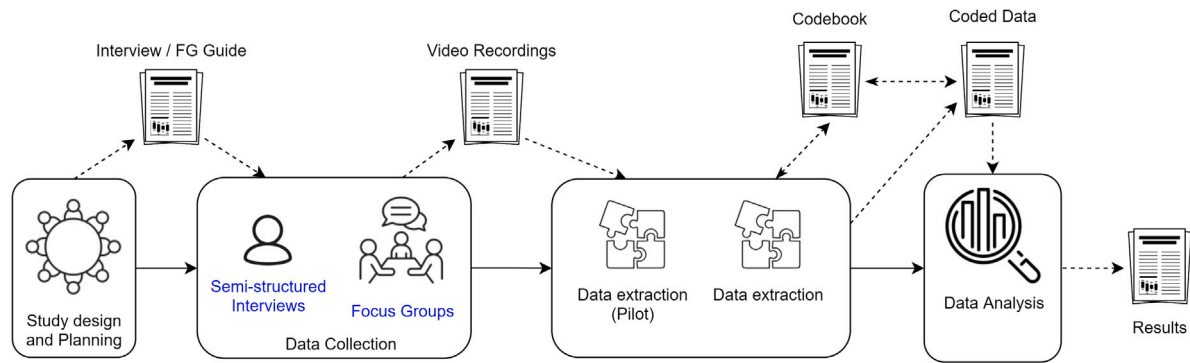 Codebook
Coded Data
Interview / FG Guide
Video Recordings
Semi-structured
Interviews
Focus Groups
Data extraction
(Pilot)
Data extraction
Data Analysis
Study design
and Planning
Data Collection
Results